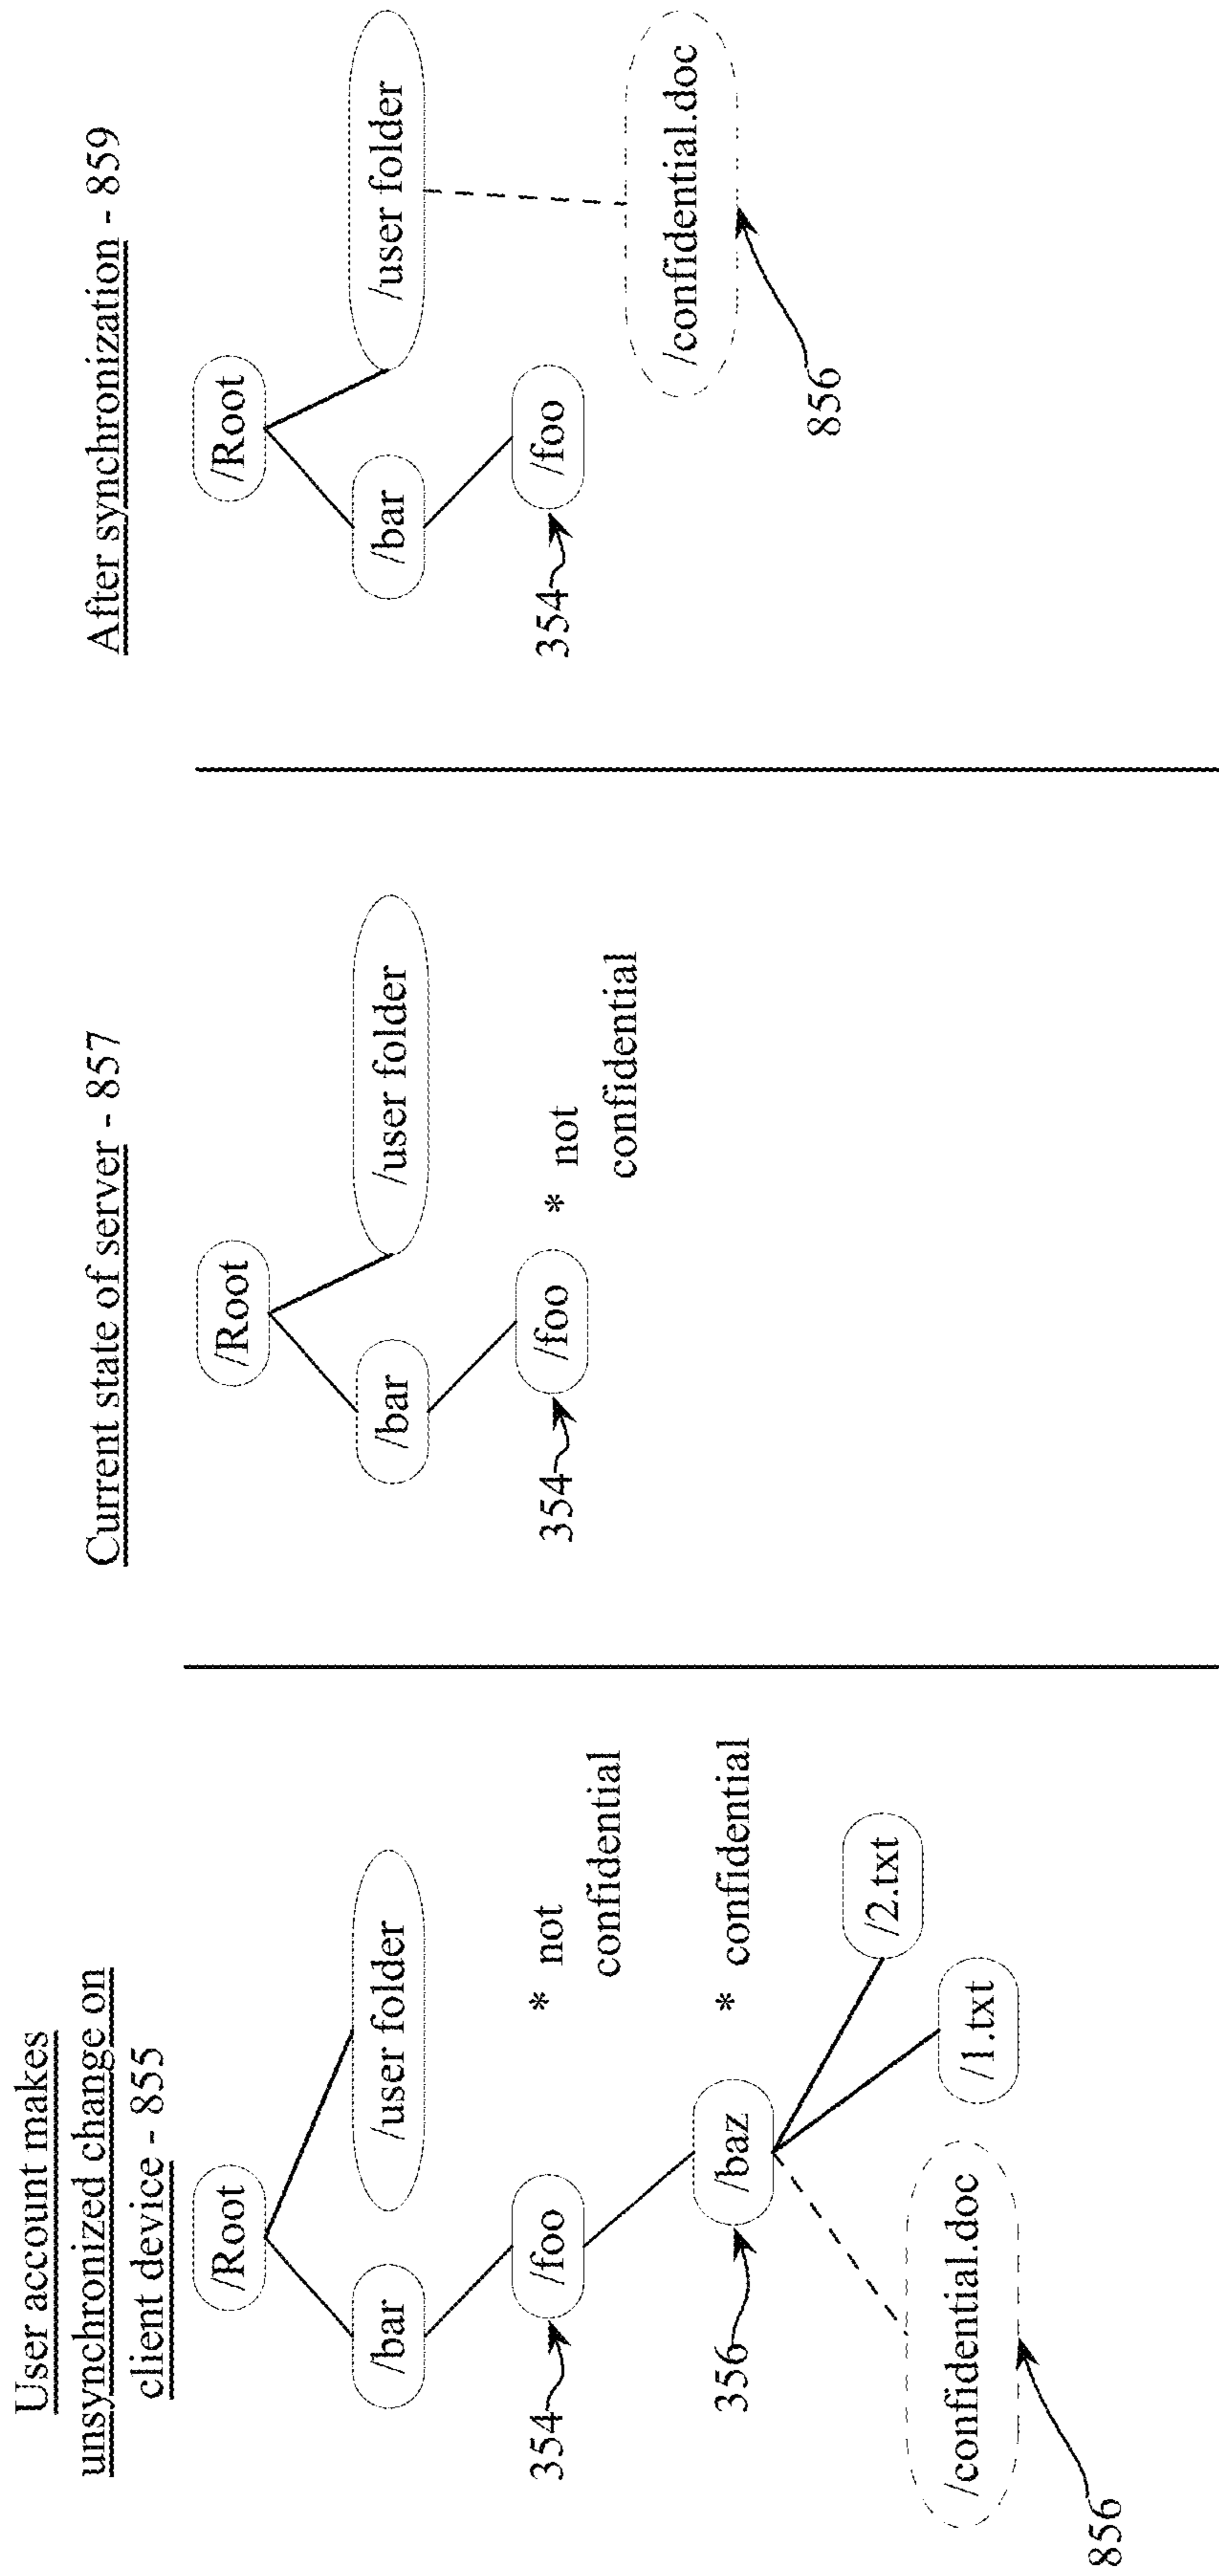 User account makes
unsynchronized change on
client device - 855
/Root
/bar
/user folder
354
/foo
* not
confidential
356
/baz
* confidential
/confidential.doc
/1.txt
/2.txt
856
Current state of server - 857
/Root
/bar
/user folder
354
/foo
* not
confidential
After synchronization - 859
/Root
/bar
/user folder
354
/foo
/confidential.doc
856